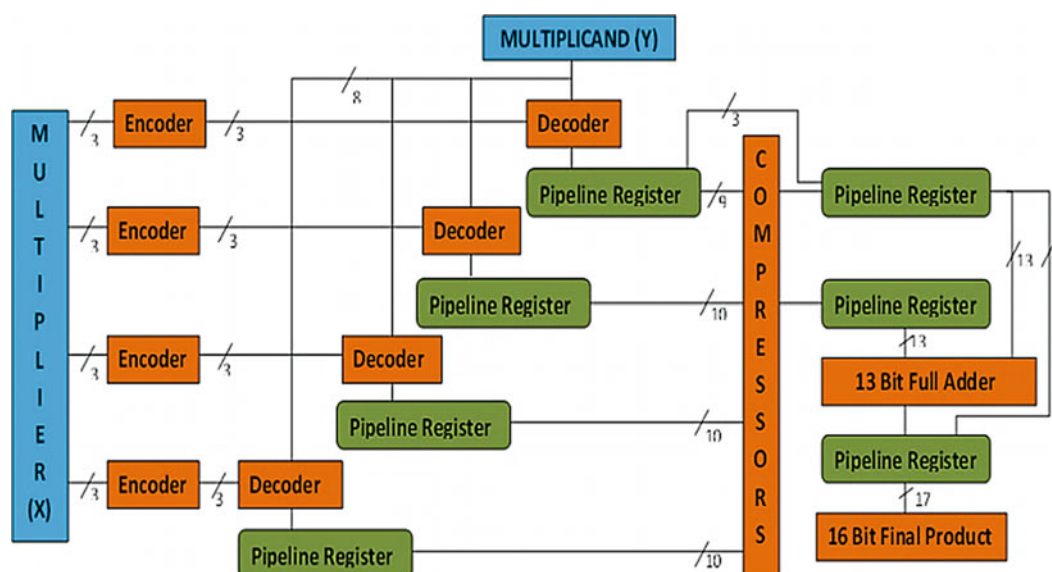 MULTIPLICAND (Y)
8
MULTIPLIER (X)
3 Encoder 3 Decoder
3
Pipeline Register 9
Pipeline Register
3 Encoder 3 Decoder
13
Pipeline Register 10
Pipeline Register
13
3 Encoder 3 Decoder
13 Bit Full Adder
Pipeline Register 10
Pipeline Register
3 Encoder 3 Decoder
17
16 Bit Final Product
Pipeline Register 10
COMPRESSORS